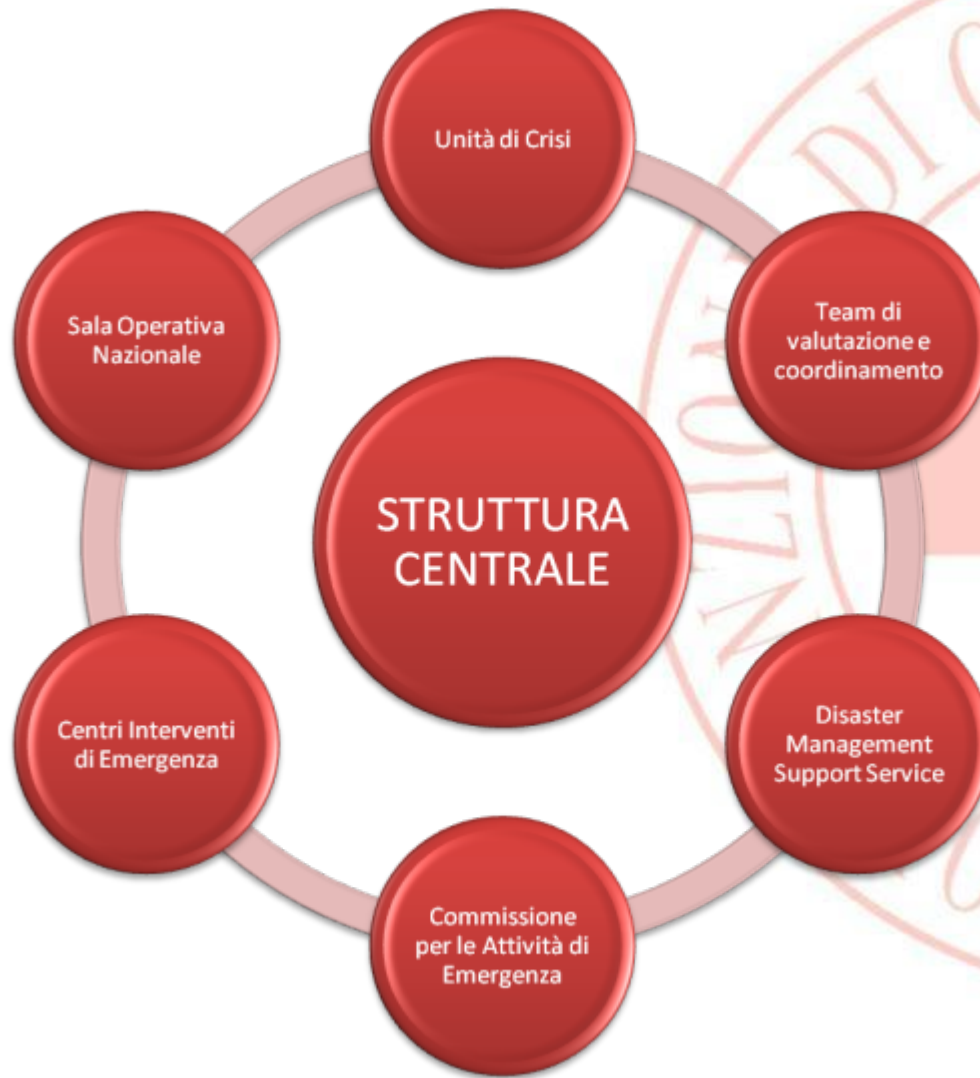 Unità di Crisi
Team di
valutazione e
coordinamento
Disaster
Management
Support Service
Commissione
per le Attività di
Emergenza
Centri Interventi
di Emergenza
Sala Operativa
Nazionale
STRUTTURA
CENTRALE